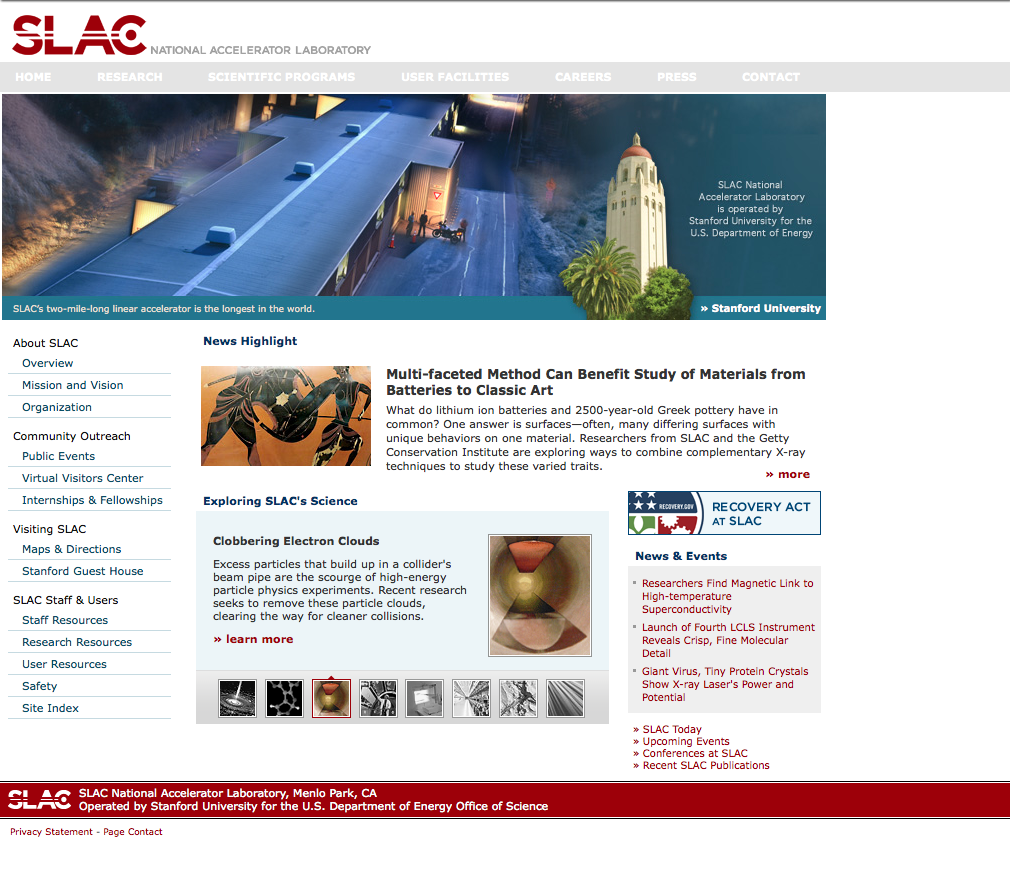 SLAC NATIONAL ACCELERATOR LABORATORY
HOME RESEARCH SCIENTIFIC PROGRAMS USER FACILITIES CAREERS PRESS CONTACT
SLAC National
Accelerator Laboratory
is operated by
Stanford University for the
U.S. Department of Energy
SLAC's two-mile-long linear accelerator is the longest in the world.
» Stanford University
About SLAC
Overview
Mission and Vision
Organization
Community Outreach
Public Events
Virtual Visitors Center
Internships & Fellowships
Visiting SLAC
Maps & Directions
Stanford Guest House
SLAC Staff & Users
Staff Resources
Research Resources
User Resources
Safety
Site Index
News Highlight
Multi-faceted Method Can Benefit Study of Materials from
Batteries to Classic Art
What do lithium ion batteries and 2500-year-old Greek pottery have in
common? One answer is surfaces—often, many differing surfaces with
unique behaviors on one material. Researchers from SLAC and the Getty
Conservation Institute are exploring ways to combine complementary X-ray
techniques to study these varied traits.
» more
Exploring SLAC's Science
Clobbering Electron Clouds
Excess particles that build up in a collider's
beam pipe are the scourge of high-energy
particle physics experiments. Recent research
seeks to remove these particle clouds,
clearing the way for cleaner collisions.
» learn more
RECOVERY.GOV
RECOVERY ACT
AT SLAC
News & Events
Researchers Find Magnetic Link to
High-temperature
Superconductivity
Launch of Fourth LCLS Instrument
Reveals Crisp, Fine Molecular
Detail
Giant Virus, Tiny Protein Crystals
Show X-ray Laser's Power and
Potential
» SLAC Today
» Upcoming Events
» Conferences at SLAC
» Recent SLAC Publications
SLAC
SLAC National Accelerator Laboratory, Menlo Park, CA
Operated by Stanford University for the U.S. Department of Energy Office of Science
Privacy Statement - Page Contact